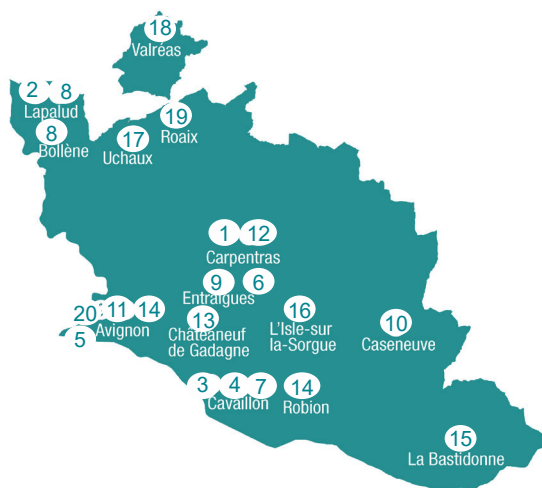 18
Valréas
2 8
Lapalud
8
Bollène
19
Roaix
17
Uchaux
1 12
Carpentras
9 6
Entraigues
20 11 14
Avignon
5
13
Châteaneuf
de Gadagne
16
L'Isle-sur
la-Sorgue
10
Caseneuve
3 4 7
Cavaillon
14
Robion
15
La Bastidonne